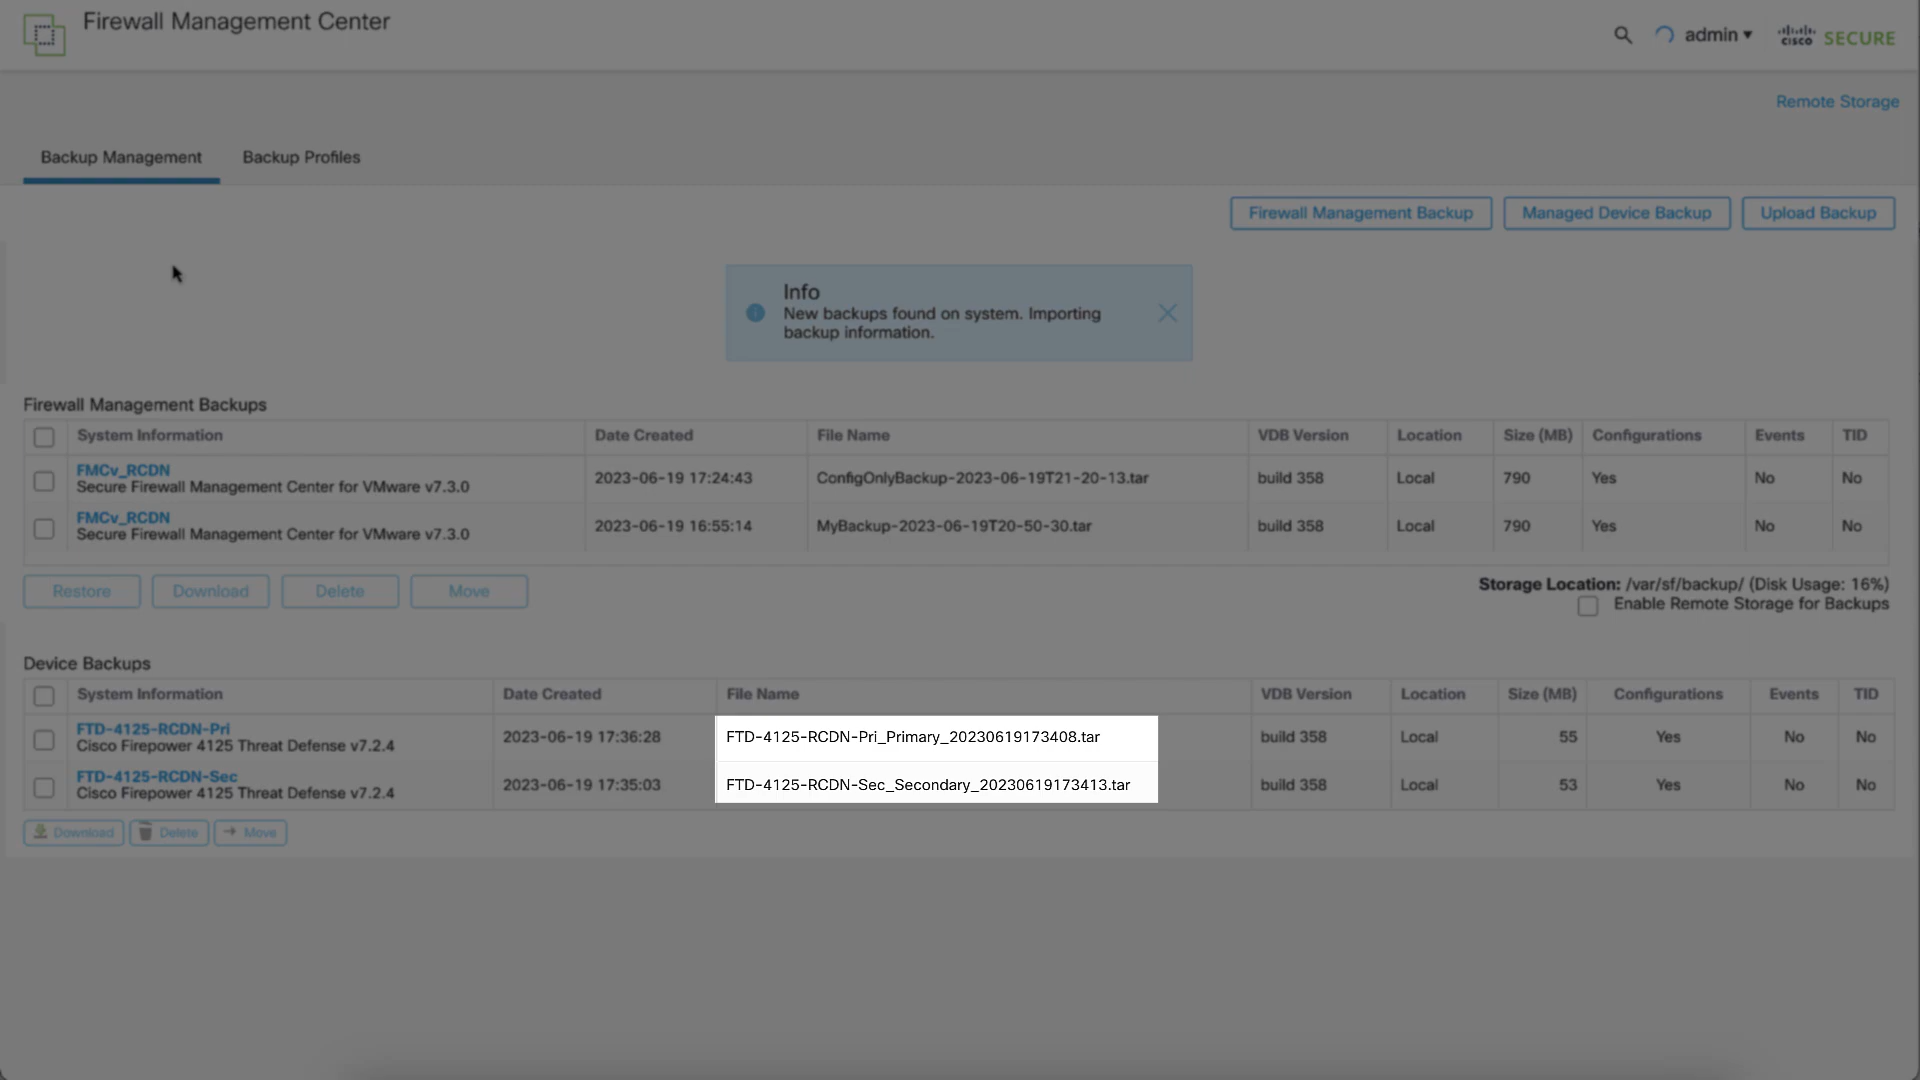 Firewall Management Center
admin
cisco SECURE
Remote Storage
Backup Management
Backup Profiles
Firewall Management Backup
Managed Device Backup
Upload Backup
Info
New backups found on system. Importing
backup information.
Firewall Management Backups
System Information Date Created File Name VDB Version Location Size (MB) Configurations Events TID
FMCv_RCDN
Secure Firewall Management Center for VMware v7.3.0
2023-06-19 17:24:43 ConfigOnlyBackup-2023-06-19T21-20-13.tar build 358 Local 790 Yes No No
FMCv_RCDN
Secure Firewall Management Center for VMware v7.3.0
2023-06-19 16:55:14 MyBackup-2023-06-19T20-50-30.tar build 358 Local 790 Yes No No
Restore Download Delete Move
Storage Location: /var/sf/backup/ (Disk Usage: 16%)
Enable Remote Storage for Backups
Device Backups
System Information Date Created File Name VDB Version Location Size (MB) Configurations Events TID
FTD-4125-RCDN-Pri
Cisco Firepower 4125 Threat Defense v7.2.4
2023-06-19 17:36:28 FTD-4125-RCDN-Pri_Primary_20230619173408.tar build 358 Local 55 Yes No No
FTD-4125-RCDN-Sec
Cisco Firepower 4125 Threat Defense v7.2.4
2023-06-19 17:35:03 FTD-4125-RCDN-Sec_Secondary_20230619173413.tar build 358 Local 53 Yes No No
Download Delete Move